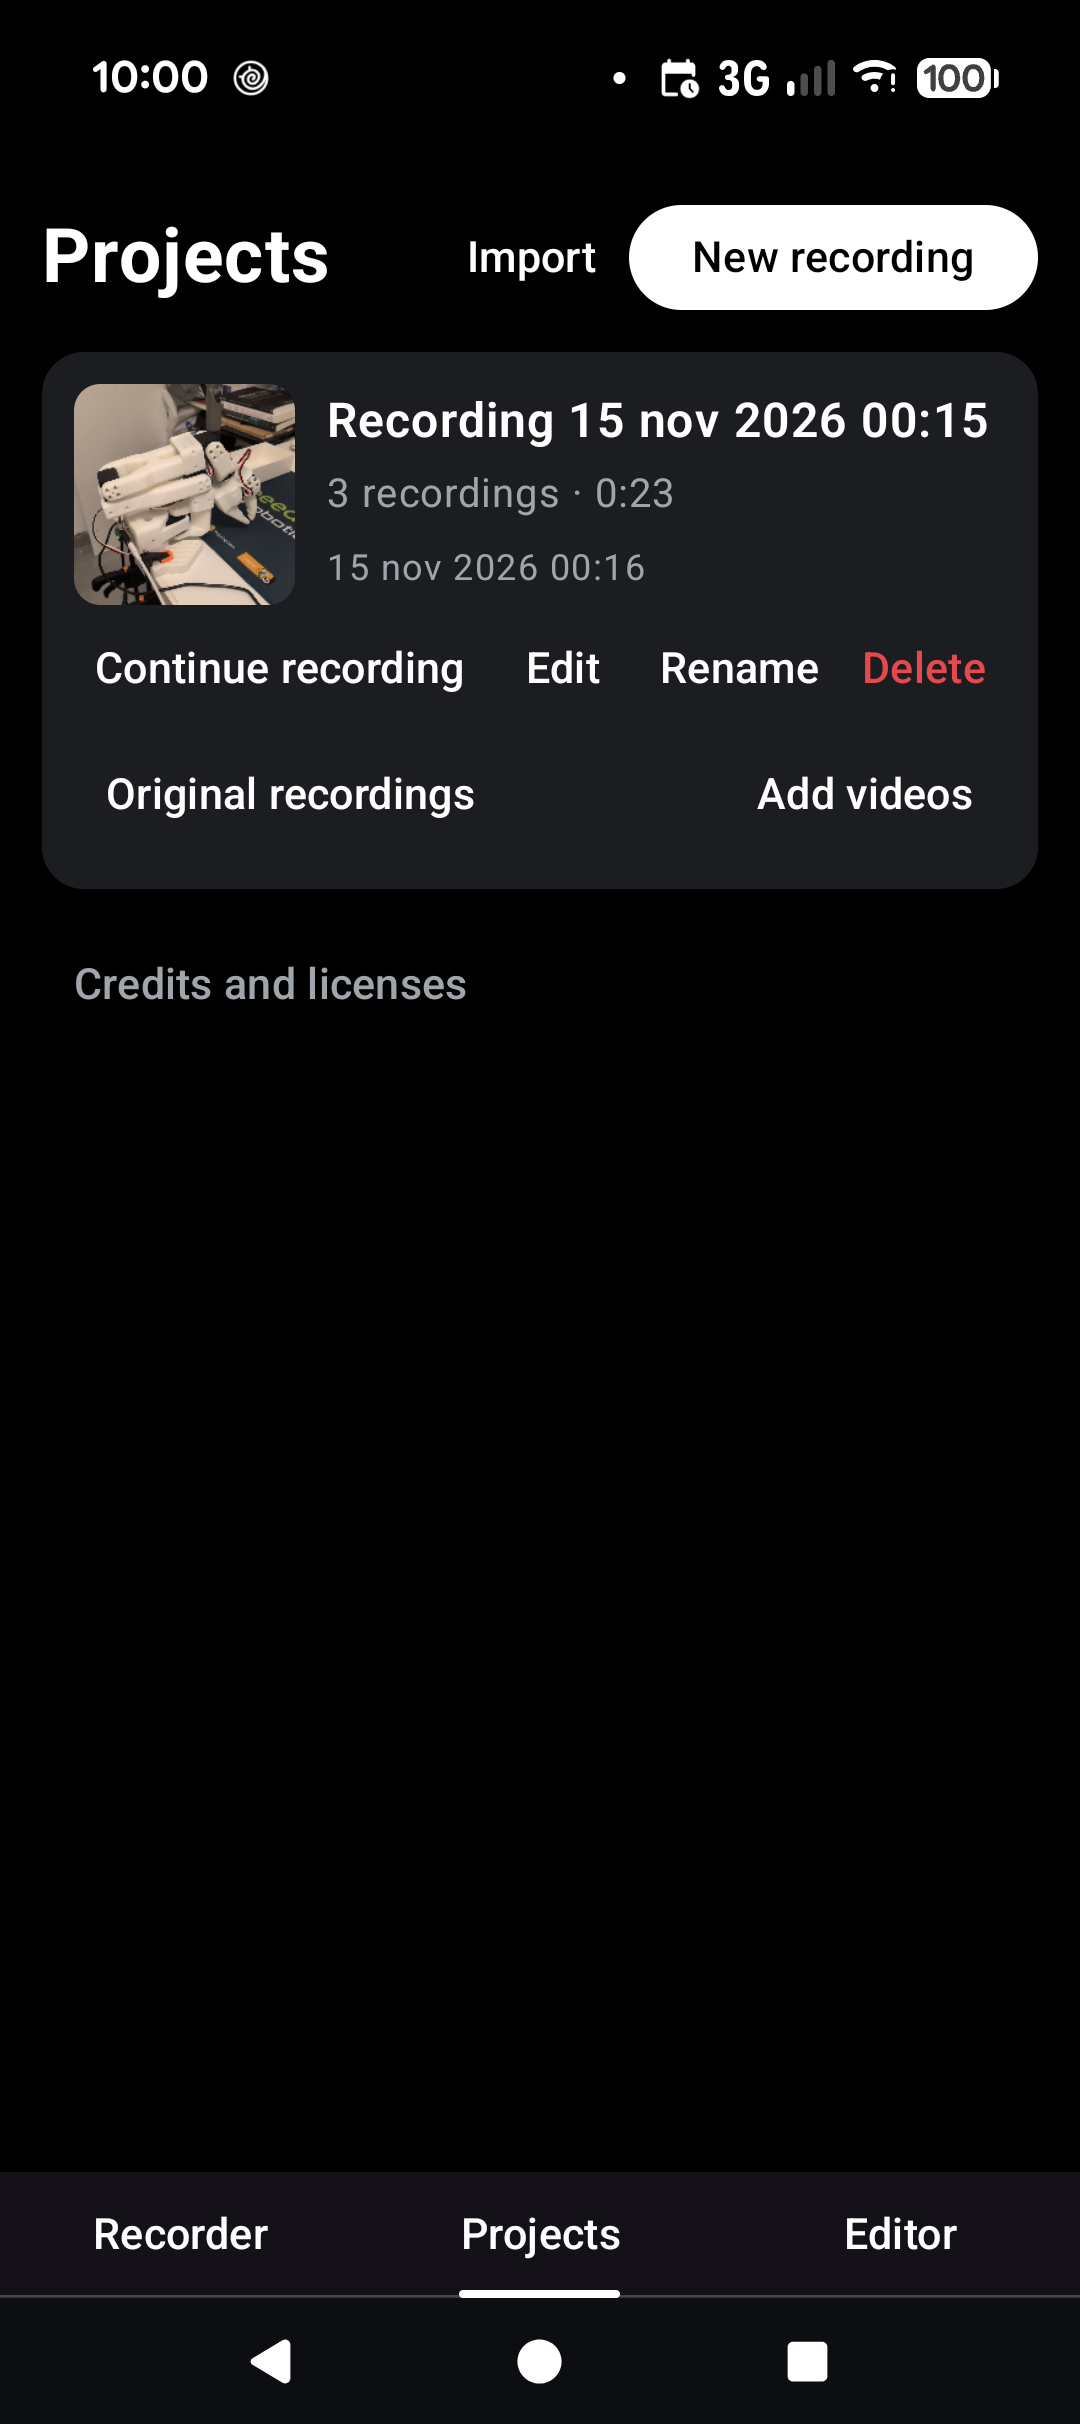 10:00
3G
100
Projects
Import
New recording
Recording 15 nov 2026 00:15
3 recordings · 0:23
15 nov 2026 00:16
Continue recording
Edit
Rename
Delete
Original recordings
Add videos
Credits and licenses
Recorder
Projects
Editor